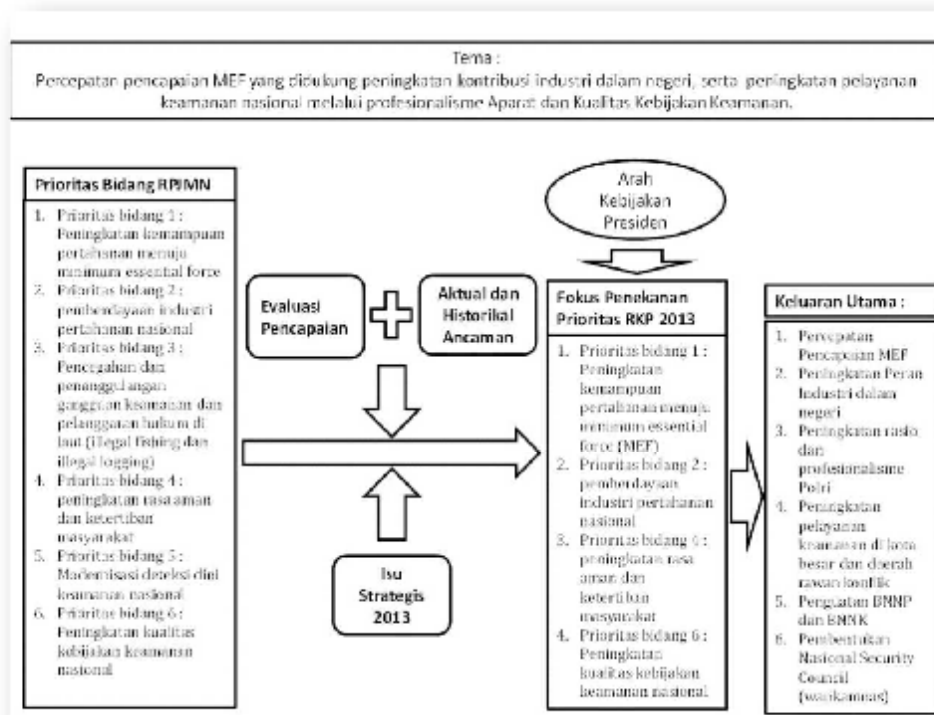 Tema :
Percepatan pencapaian MEF yang didukung peningkatan kontribusi industri dalam negeri, serta peningkatan pelayanan
keamanan nasional melalui profesionalisme Aparat dan Kualitas Kebijakan Keamanan.
Prioritas Bidang RPJMN
1. Prioritas bidang 1 :
Peningkatan kemampuan
pertahanan menuju
minimum essential force
2. Prioritas bidang 2 :
pemberdayaan industri
pertahanan nasional
3. Prioritas bidang 3 :
Pencegahan dan
penanggulangan
gangguan keamanan dan
pelanggaran hukum di
laut (illegal fishing dan
illegal logging)
4. Prioritas bidang 4 :
peningkatan rasa aman
dan ketertiban
masyarakat
5. Prioritas bidang 5 :
Modernisasi deteksi dini
keamanan nasional
6. Prioritas bidang 6 :
Peningkatan kualitas
kebijakan keamanan
nasional
Evaluasi
Pencapaian
Aktual dan
Historikal
Ancaman
Isu
Strategis
2013
Arah
Kebijakan
Presiden
Fokus Penekanan
Prioritas RKP 2013
1. Prioritas bidang 1 :
Peningkatan
kemampuan
pertahanan menuju
minimum essential
force (MEF)
2. Prioritas bidang 2 :
pemberdayaan
industri pertahanan
nasional
3. Prioritas bidang 4 :
peningkatan rasa
aman dan
ketertiban
masyarakat
4. Prioritas bidang 6 :
Peningkatan
kualitas kebijakan
keamanan nasional
Keluaran Utama :
1. Percepatan
Pencapaian MEF
2. Peningkatan Peran
Industri dalam
negeri
3. Peningkatan rasio
dan
profesionalisme
Polri
4. Peningkatan
pelayanan
keamanan di kota
besar dan daerah
rawan konflik
5. Penguatan BNNP
dan BNNK
6. Pembentukan
Nasional Security
Council
(wankamnas)